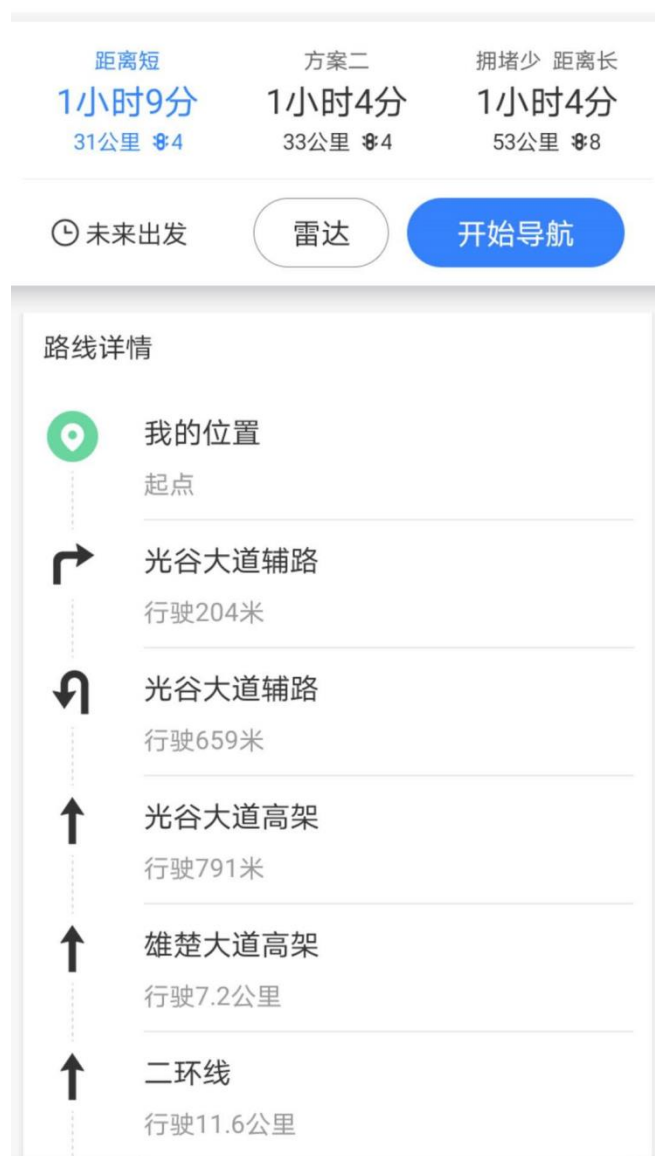 距离短 方案二 拥堵少 距离长
1小时9分 1小时4分 1小时4分
31公里 4 33公里 4 53公里 8
未来出发 雷达 开始导航
路线详情
我的位置
起点
光谷大道辅路
行驶204米
光谷大道辅路
行驶659米
光谷大道高架
行驶791米
雄楚大道高架
行驶7.2公里
二环线
行驶11.6公里